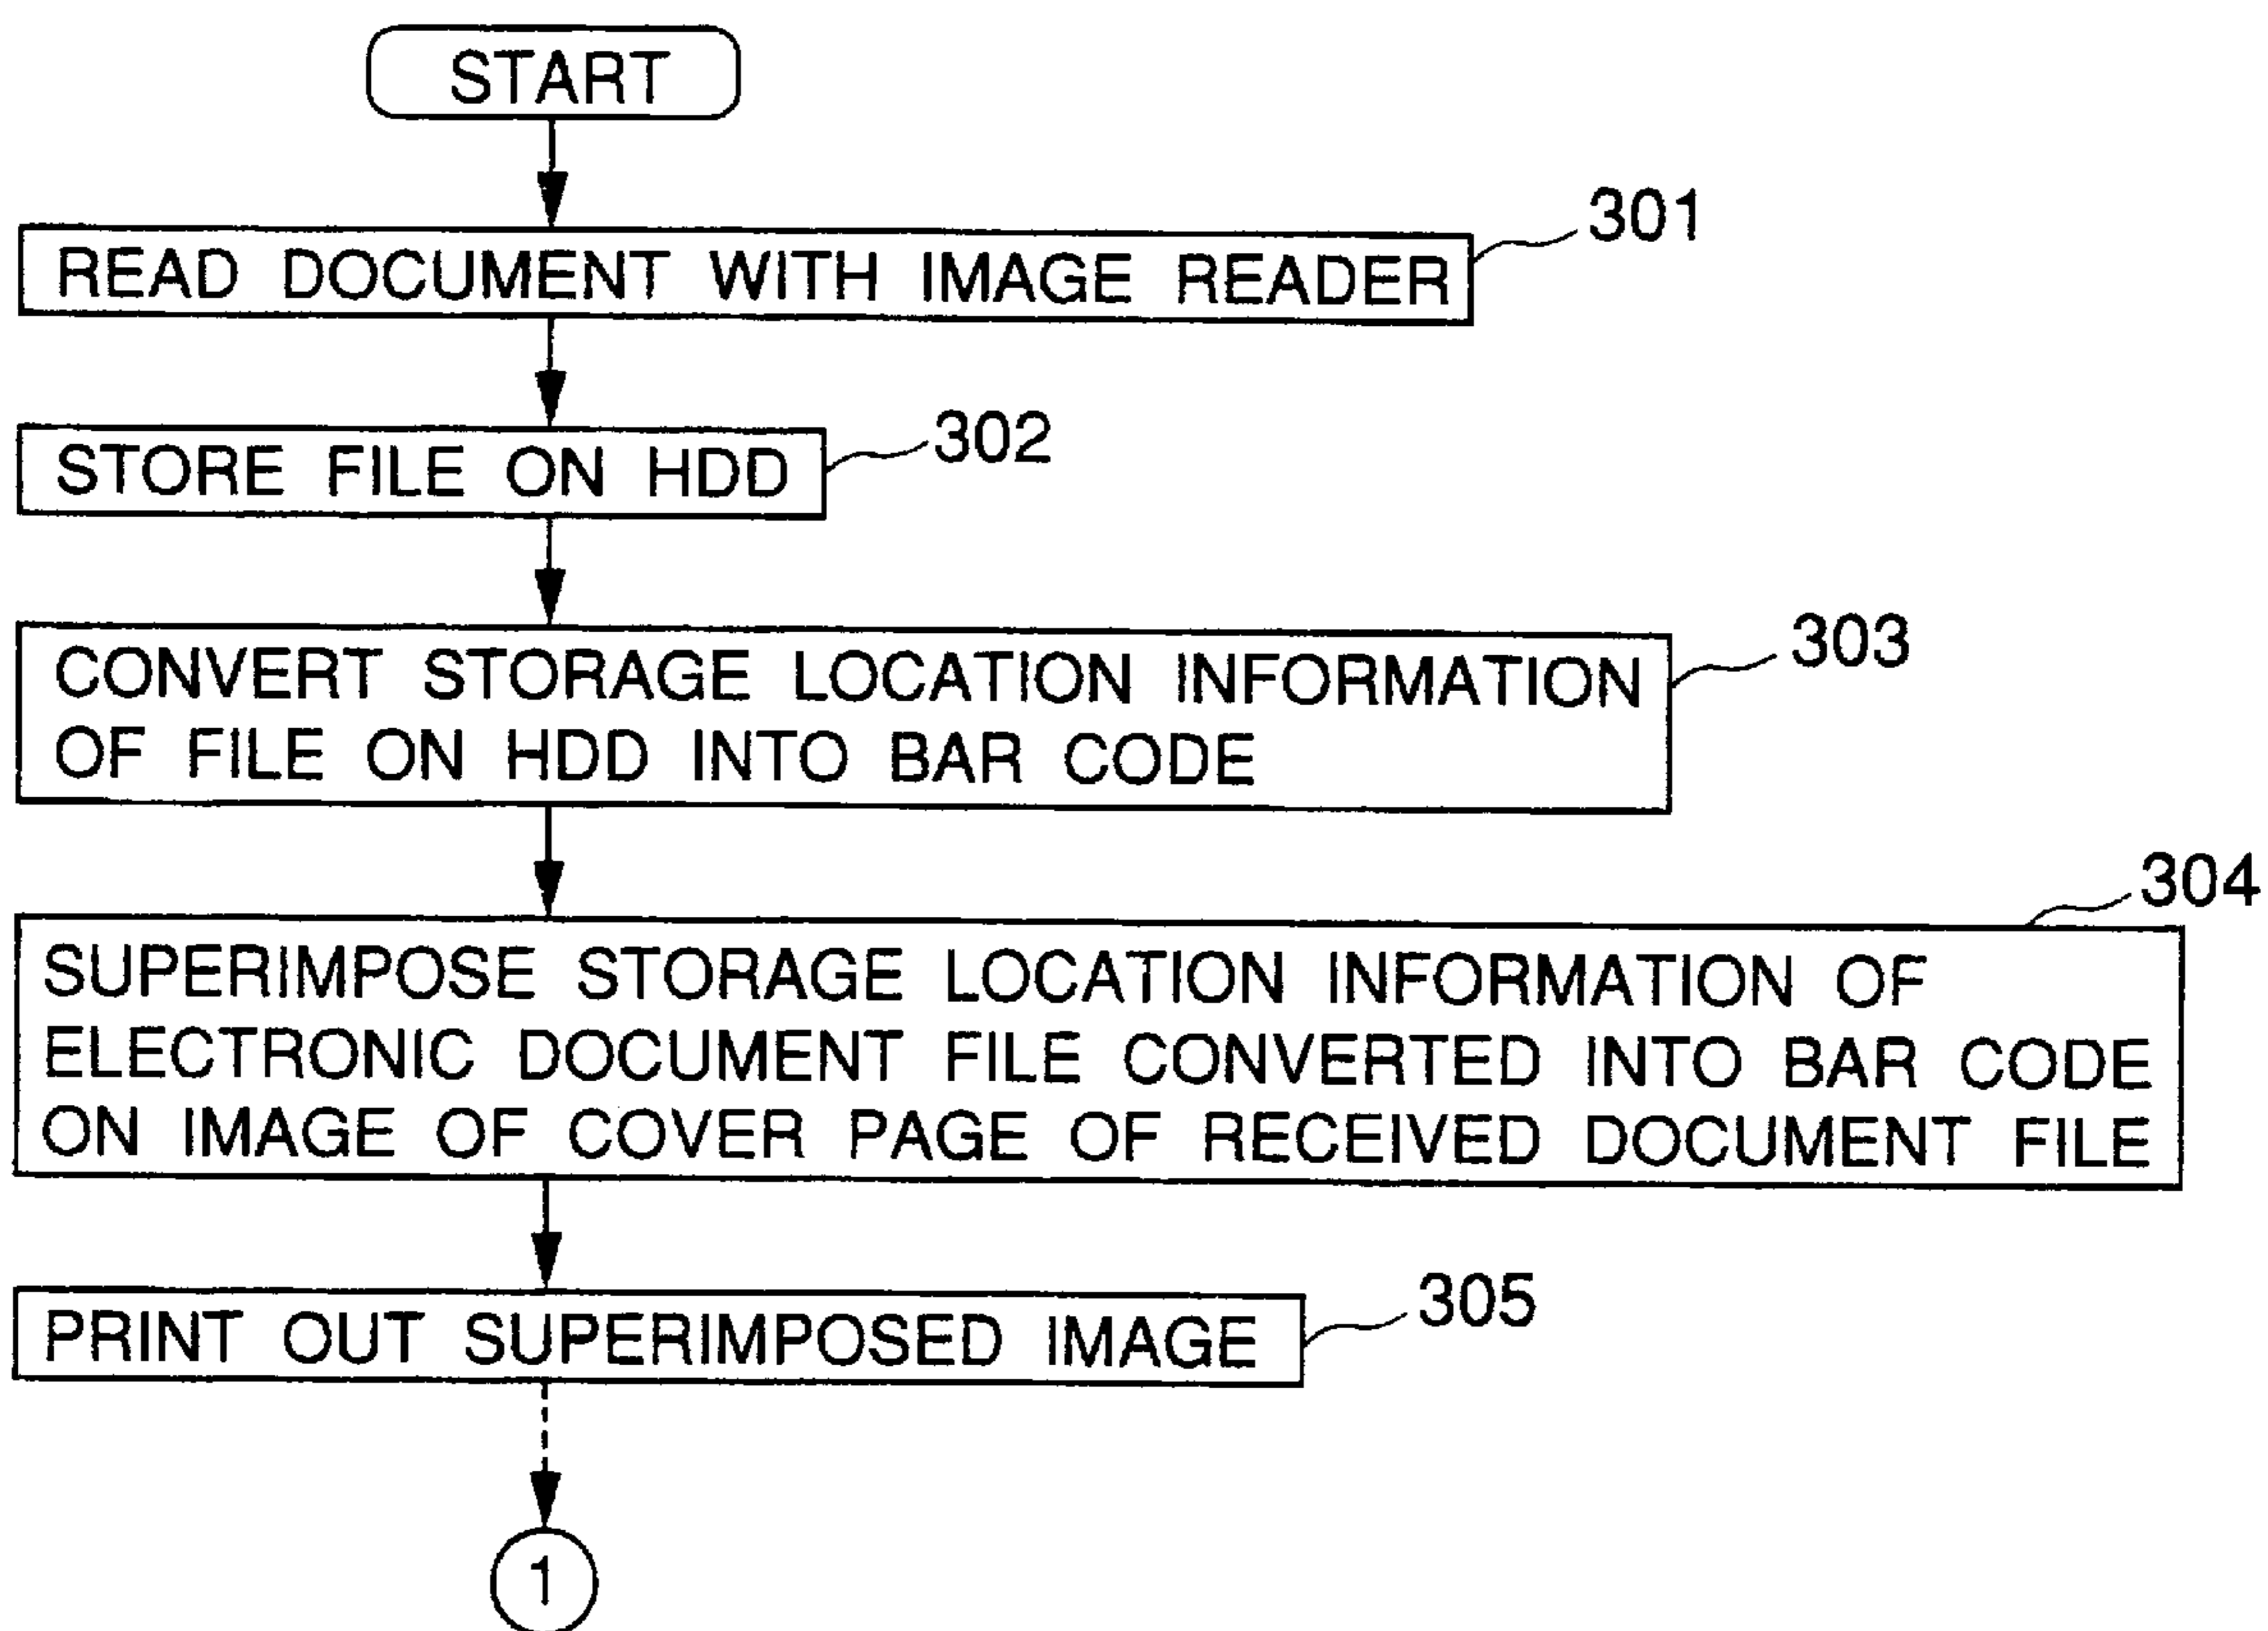 START
301
READ DOCUMENT WITH IMAGE READER
302
STORE FILE ON HDD
303
CONVERT STORAGE LOCATION INFORMATION
OF FILE ON HDD INTO BAR CODE
304
SUPERIMPOSE STORAGE LOCATION INFORMATION OF
ELECTRONIC DOCUMENT FILE CONVERTED INTO BAR CODE
ON IMAGE OF COVER PAGE OF RECEIVED DOCUMENT FILE
305
PRINT OUT SUPERIMPOSED IMAGE
1